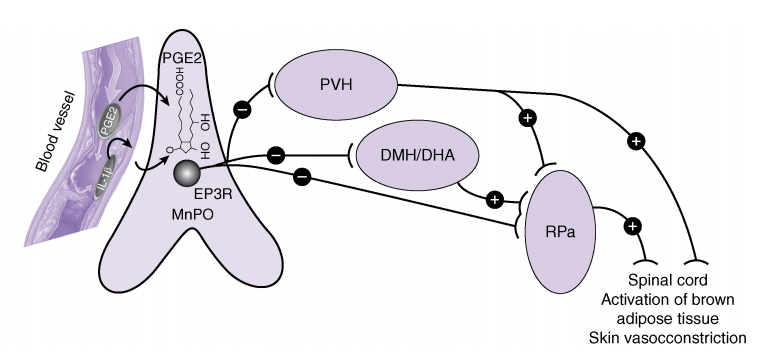 Blood vessel
PGE2
IL-1β
PGE2
COOH
O
HO
OH
EP3R
MnPO
−
−
−
PVH
DMH/DHA
RPa
+
+
+
+
Spinal cord
Activation of brown
adipose tissue
Skin vasocconstriction